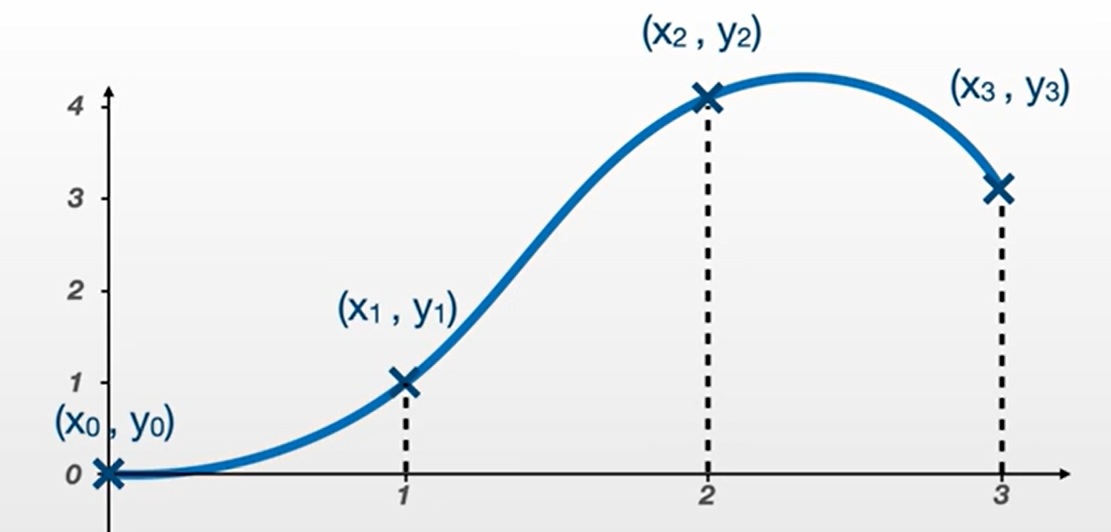 (x₂ , y₂)
(x₃ , y₃)
4
3
2
(x₁ , y₁)
1
(x₀ , y₀)
0
1
2
3